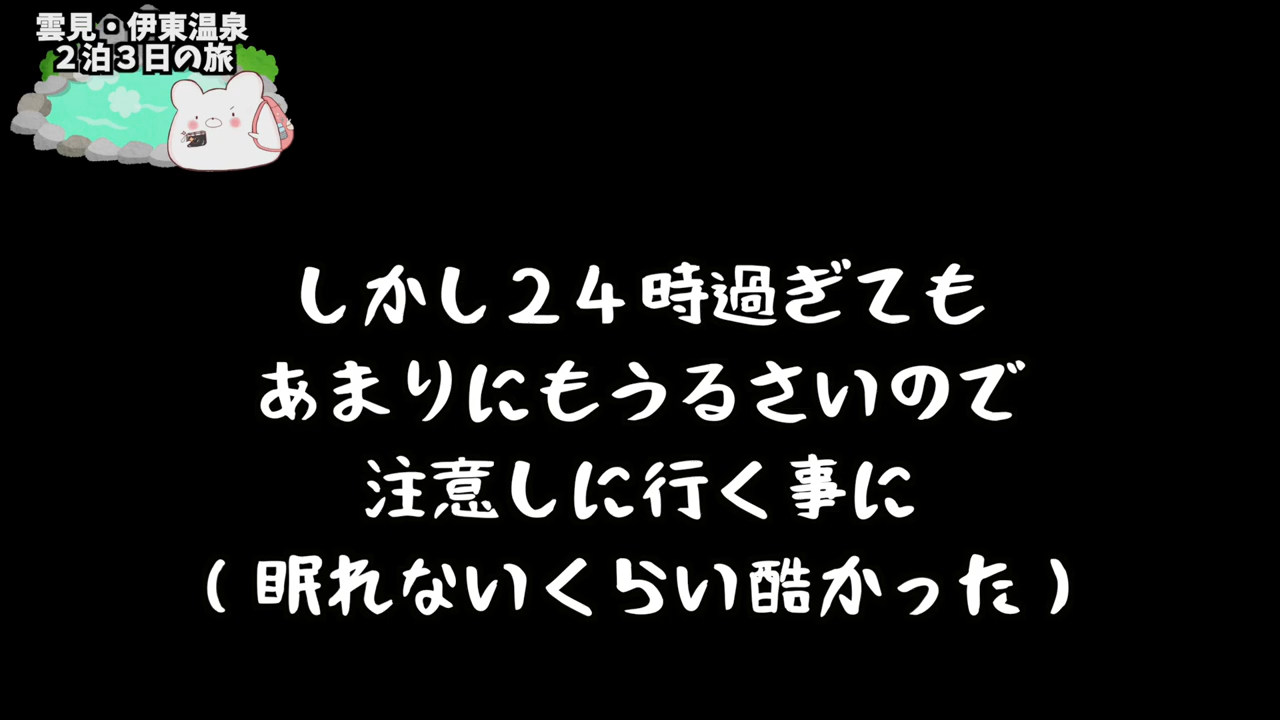 雲見・伊東温泉
２泊３日の旅
しかし２４時過ぎても
あまりにもうるさいので
注意しに行く事に
（眠れないくらい酷かった）